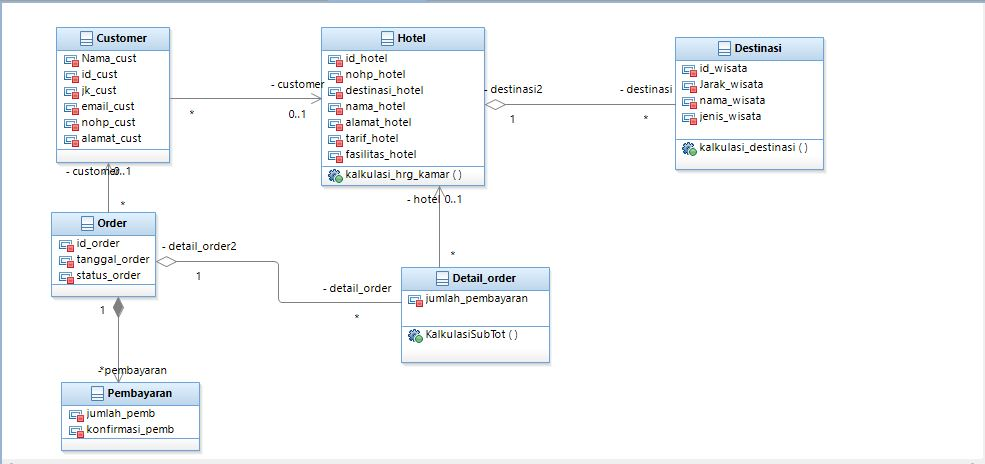 Customer
Nama_cust
id_cust
jk_cust
email_cust
nohp_cust
alamat_cust
- customer
*
0..1
Hotel
id_hotel
nohp_hotel
destinasi_hotel
nama_hotel
alamat_hotel
tarif_hotel
fasilitas_hotel
kalkulasi_hrg_kamar ( )
- destinasi2
1
- destinasi
*
Destinasi
id_wisata
Jarak_wisata
nama_wisata
jenis_wisata
kalkulasi_destinasi ( )
- customer
0..1
*
- hotel 0..1
*
Order
id_order
tanggal_order
status_order
- detail_order2
1
- detail_order
*
Detail_order
jumlah_pembayaran
KalkulasiSubTot ( )
1
- pembayaran
Pembayaran
jumlah_pemb
konfirmasi_pemb